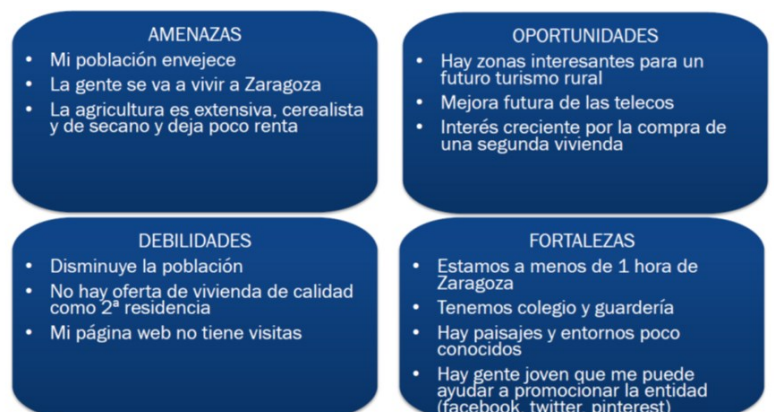 AMENAZAS
• Mi población envejece
• La gente se va a vivir a Zaragoza
• La agricultura es extensiva, cerealista
y de secano y deja poco renta
OPORTUNIDADES
• Hay zonas interesantes para un
futuro turismo rural
• Mejora futura de las telecos
• Interés creciente por la compra de
una segunda vivienda
DEBILIDADES
• Disminuye la población
• No hay oferta de vivienda de calidad
como 2ª residencia
• Mi página web no tiene visitas
FORTALEZAS
• Estamos a menos de 1 hora de
Zaragoza
• Tenemos colegio y guardería
• Hay paisajes y entornos poco
conocidos
• Hay gente joven que me puede
ayudar a promocionar la entidad
(facebook, twitter, pinterest)